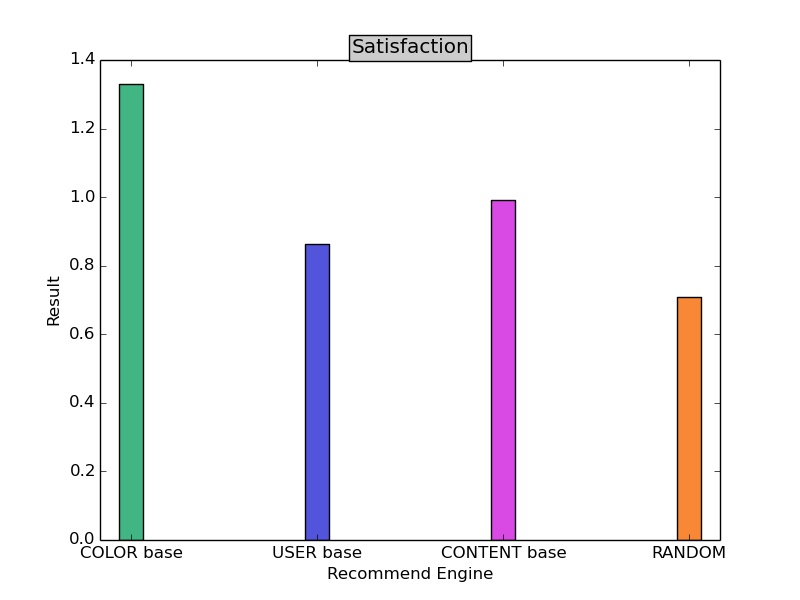 Satisfaction
1.4
1.2
1.0
0.8
0.6
0.4
0.2
0.0
Result
COLOR base USER base CONTENT base RANDOM
Recommend Engine